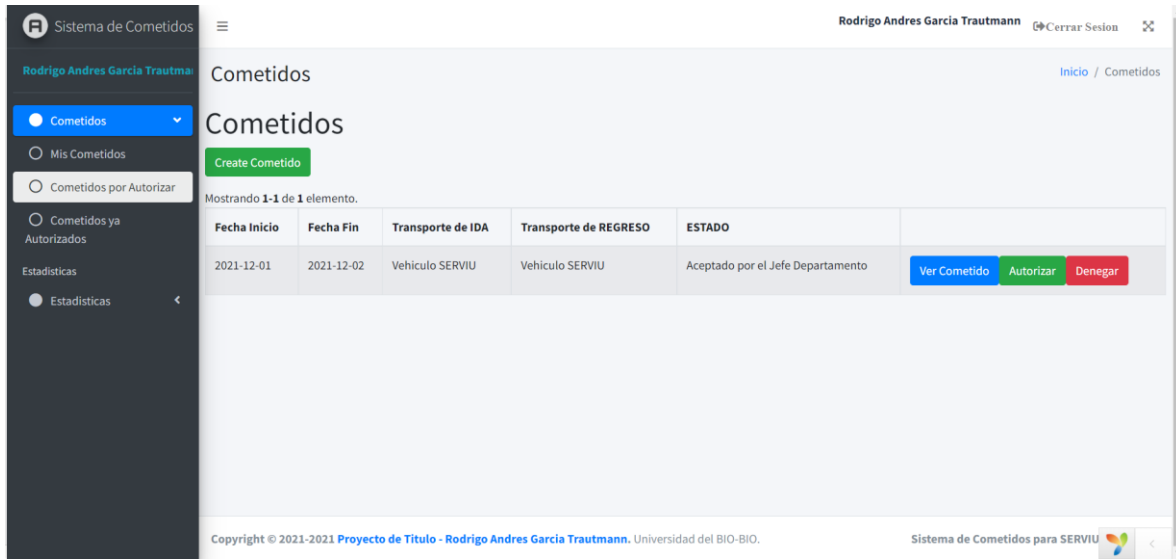 Sistema de Cometidos
Rodrigo Andres Garcia Trautmann
Cerrar Sesion
Rodrigo Andres Garcia
Cometidos
Inicio / Cometidos
Cometidos
Mis Cometidos
Cometidos por Autorizar
Cometidos ya
Autorizados
Estadisticas
Estadisticas
Cometidos
Create Cometido
Mostrando 1-1 de 1 elemento.
Fecha Inicio Fecha Fin Transporte de IDA Transporte de REGRESO ESTADO
2021-12-01 2021-12-02 Vehiculo SERVIU Vehiculo SERVIU Aceptado por el Jefe Departamento Ver Cometido Autorizar Denegar
Copyright © 2021-2021 Proyecto de Titulo - Rodrigo Andres Garcia Trautmann. Universidad del BIO-BIO.
Sistema de Cometidos para SERVIU